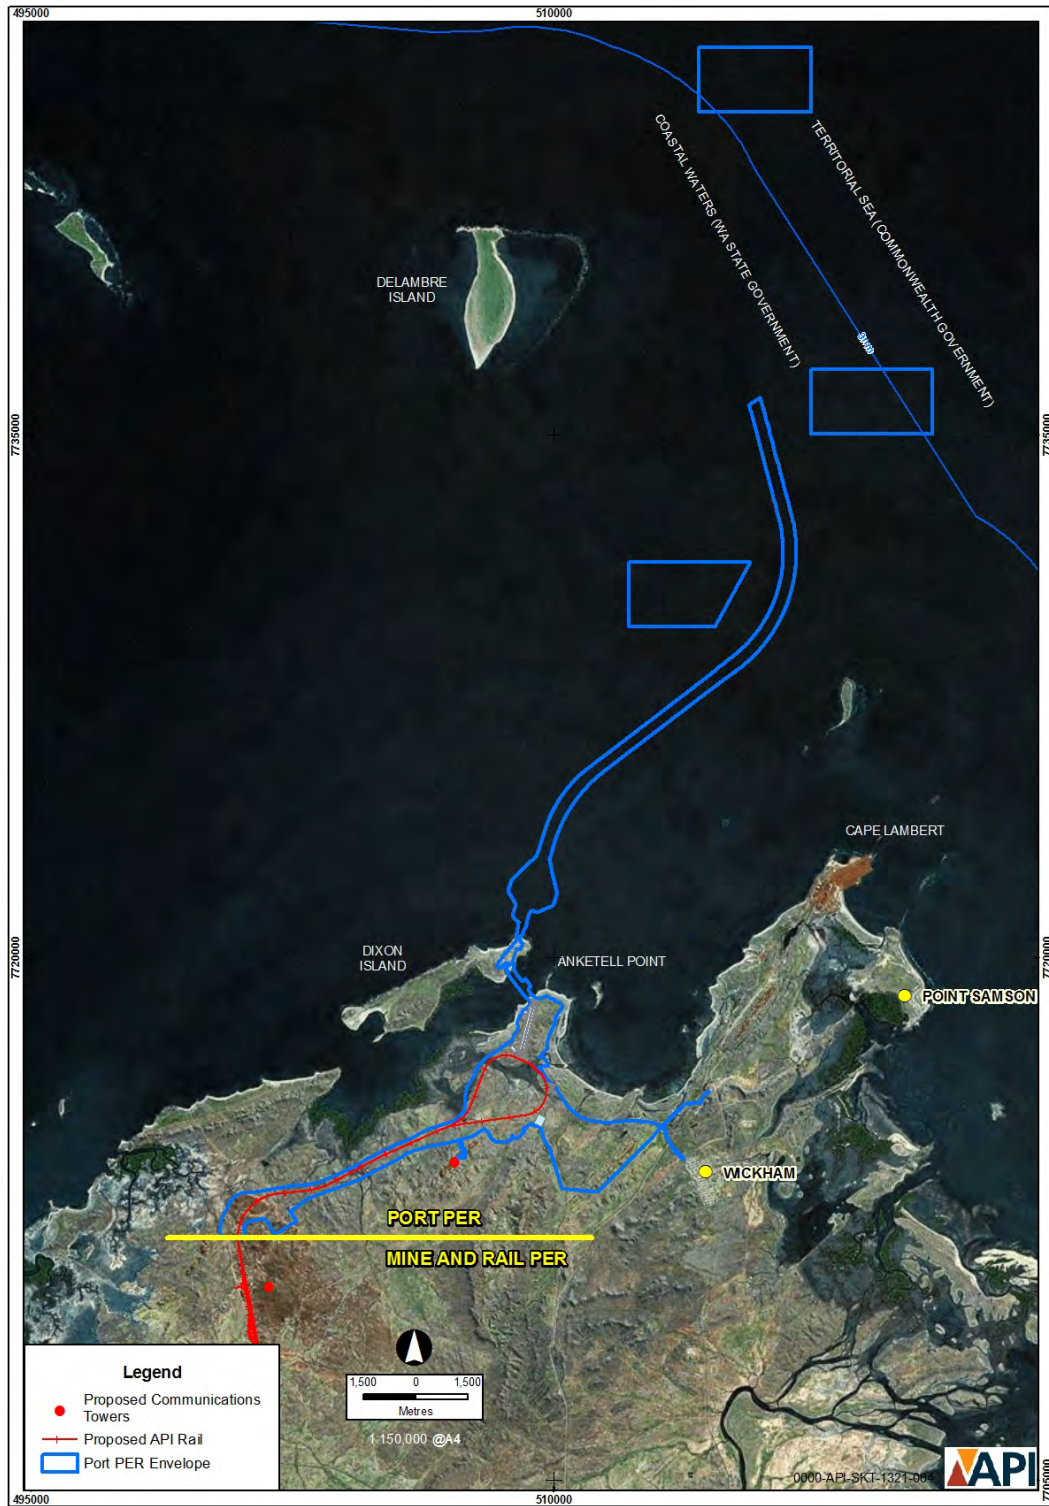 495000
510000
COASTAL WATERS (WA STATE GOVERNMENT)
TERRITORIAL SEA (COMMONWEALTH GOVERNMENT)
DELAMBRE
ISLAND
7735000
7735000
CAPE LAMBERT
7720000
7720000
DIXON
ISLAND
ANKETELL POINT
POINT SAMSON
WICKHAM
PORT PER
MINE AND RAIL PER
Legend
Proposed Communications
Towers
Proposed API Rail
Port PER Envelope
1,500 0 1,500
Metres
1:150,000 @A4
0000-API-SKT-1321-004
API
7705000
495000
510000